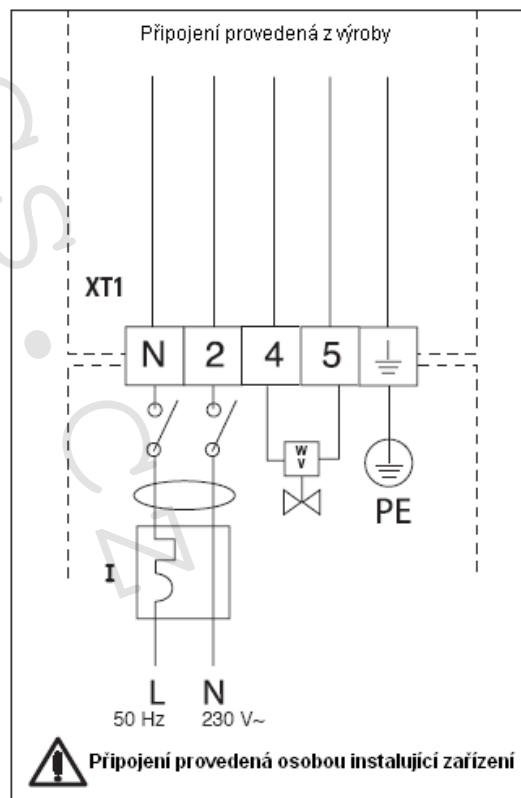 Připojení provedená z výroby
XT1
N 2 4 5
W
V
PE
I
L N
50 Hz 230 V~
Připojení provedená osobou instalující zařízení